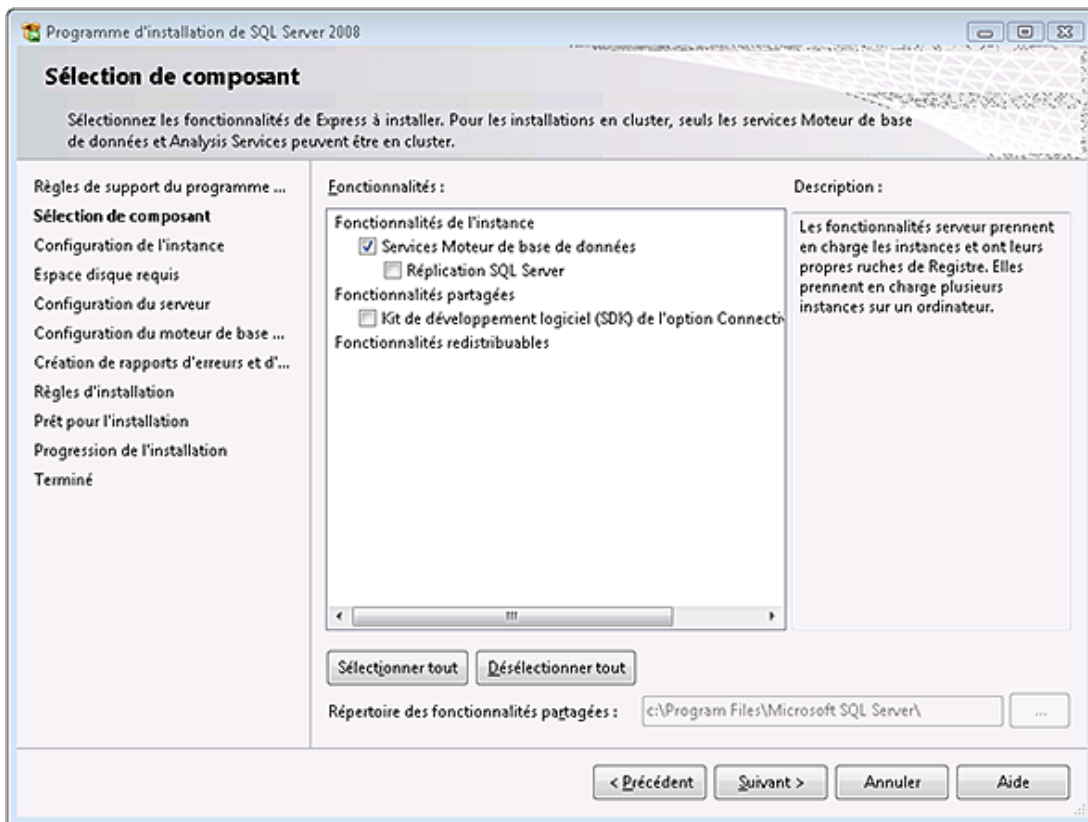 Programme d'installation de SQL Server 2008
Sélection de composant
Sélectionnez les fonctionnalités de Express à installer. Pour les installations en cluster, seuls les services Moteur de base
de données et Analysis Services peuvent être en cluster.
Règles de support du programme ...
Sélection de composant
Configuration de l'instance
Espace disque requis
Configuration du serveur
Configuration du moteur de base ...
Création de rapports d'erreurs et d'...
Règles d'installation
Prêt pour l'installation
Progression de l'installation
Terminé
Fonctionnalités :
Fonctionnalités de l'instance
Services Moteur de base de données
Réplication SQL Server
Fonctionnalités partagées
Kit de développement logiciel (SDK) de l'option Connecti
Fonctionnalités redistribuables
Description :
Les fonctionnalités serveur prennent
en charge les instances et ont leurs
propres ruches de Registre. Elles
prennent en charge plusieurs
instances sur un ordinateur.
Sélectionner tout
Désélectionner tout
Répertoire des fonctionnalités partagées :
c:\Program Files\Microsoft SQL Server\
...
< Précédent
Suivant >
Annuler
Aide